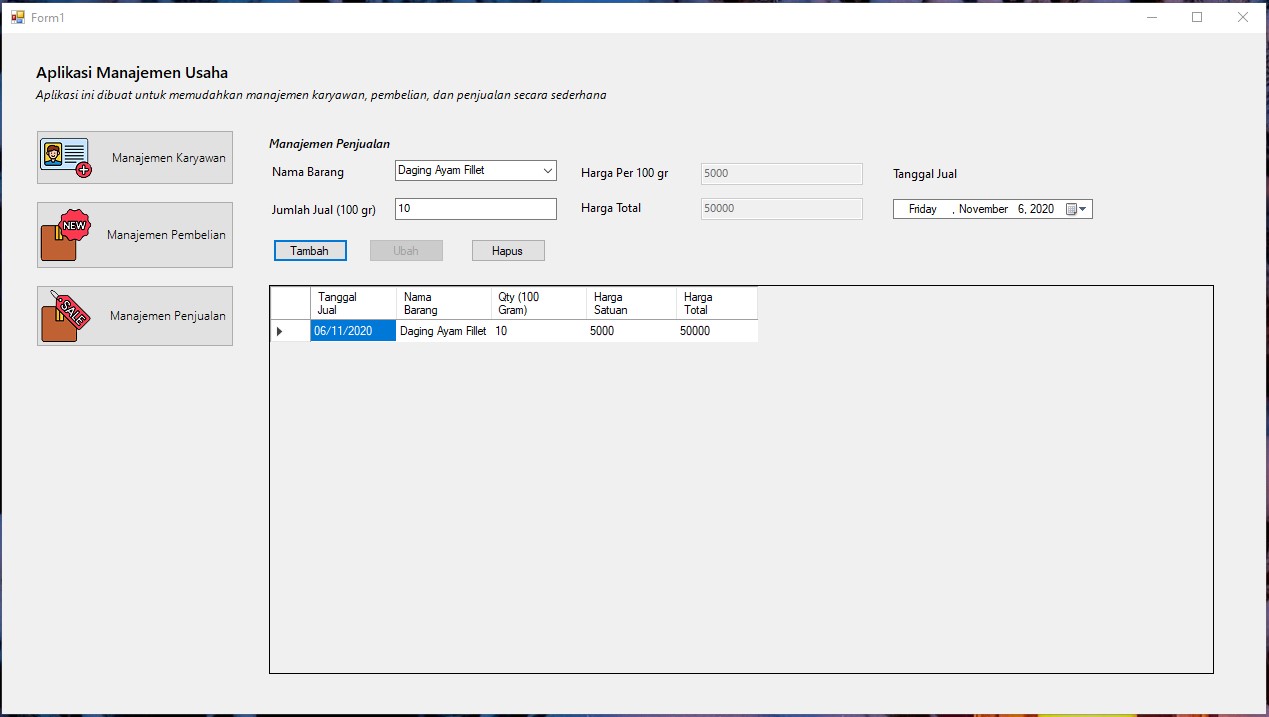 Form1
Aplikasi Manajemen Usaha
Aplikasi ini dibuat untuk memudahkan manajemen karyawan, pembelian, dan penjualan secara sederhana
Manajemen Karyawan
NEW
Manajemen Pembelian
SALE
Manajemen Penjualan
Manajemen Penjualan
Nama Barang Daging Ayam Fillet Harga Per 100 gr 5000 Tanggal Jual
Jumlah Jual (100 gr) 10 Harga Total 50000 Friday , November 6, 2020
Tambah Ubah Hapus
Tanggal Nama Qty (100 Harga Harga
Jual Barang Gram) Satuan Total
06/11/2020 Daging Ayam Fillet 10 5000 50000